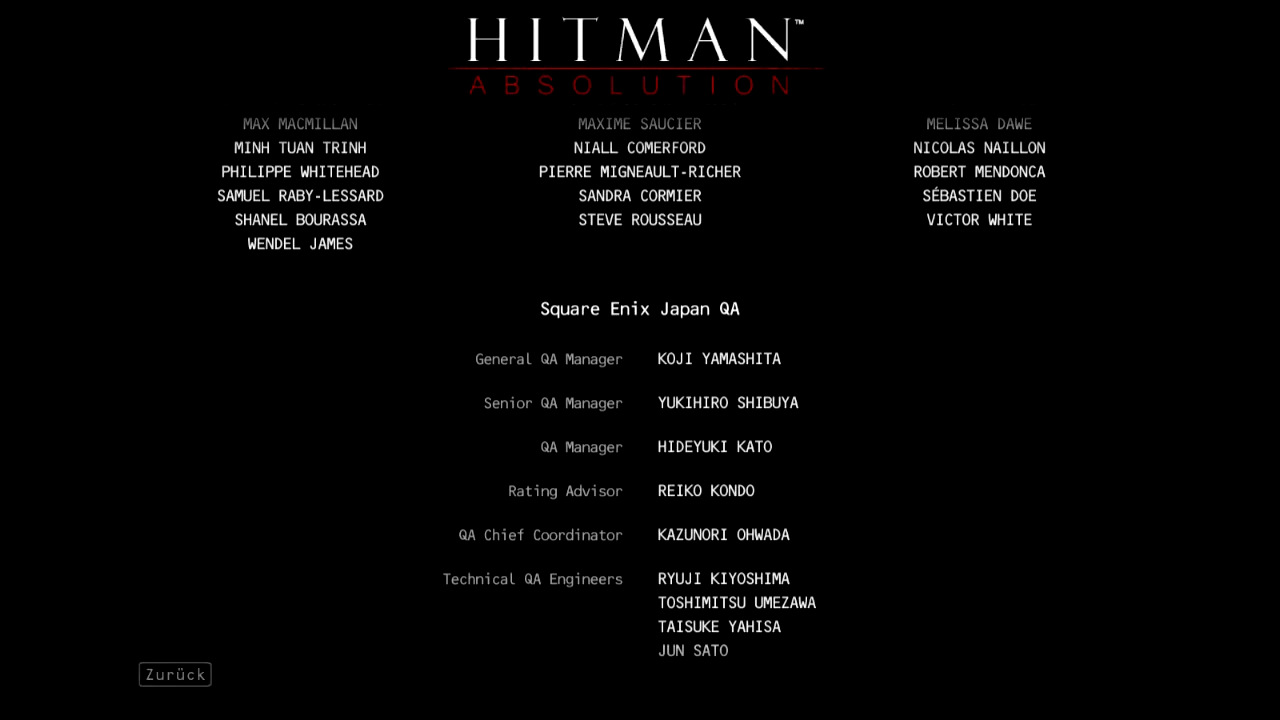 HITMAN™
ABSOLUTION
MAX MACMILLAN MAXIME SAUCIER MELISSA DAWE
MINH TUAN TRINH NIALL COMERFORD NICOLAS NAILLON
PHILIPPE WHITEHEAD PIERRE MIGNEAULT-RICHER ROBERT MENDONCA
SAMUEL RABY-LESSARD SANDRA CORMIER SÉBASTIEN DOE
SHANEL BOURASSA STEVE ROUSSEAU VICTOR WHITE
WENDEL JAMES
Square Enix Japan QA
General QA Manager KOJI YAMASHITA
Senior QA Manager YUKIHIRO SHIBUYA
QA Manager HIDEYUKI KATO
Rating Advisor REIKO KONDO
QA Chief Coordinator KAZUNORI OHWADA
Technical QA Engineers RYUJI KIYOSHIMA
TOSHIMITSU UMEZAWA
TAISUKE YAHISA
JUN SATO
Zurück